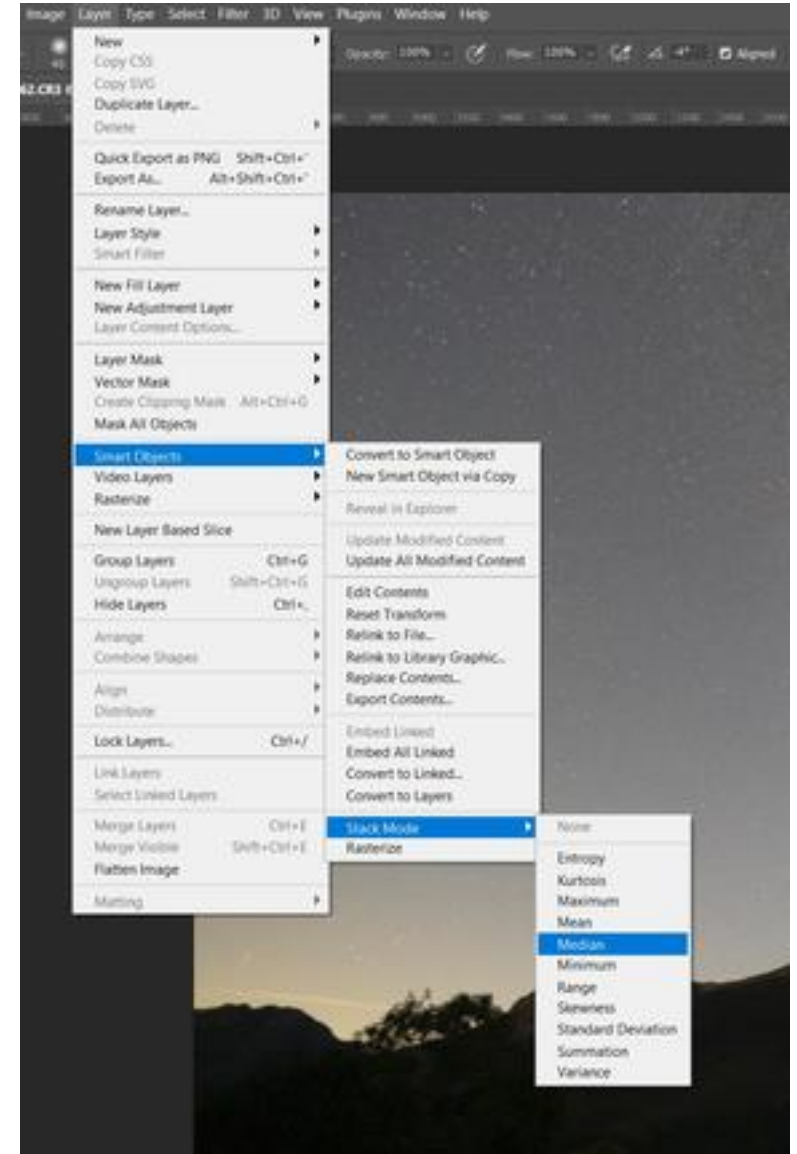 Image Layer Type Select Filter 3D View Plugins Window Help
Opacity: 100% Flow: 100% Aligned
New
Copy CSS
Copy SVG
Duplicate Layer...
Delete
Quick Export as PNG Shift+Ctrl+'
Export As... Alt+Shift+Ctrl+'
Rename Layer...
Layer Style
Smart Filter
New Fill Layer
New Adjustment Layer
Layer Content Options...
Layer Mask
Vector Mask
Create Clipping Mask Alt+Ctrl+G
Mask All Objects
Smart Objects
Video Layers
Rasterize
New Layer Based Slice
Group Layers Ctrl+G
Ungroup Layers Shift+Ctrl+G
Hide Layers Ctrl+,
Arrange
Combine Shapes
Align
Distribute
Lock Layers... Ctrl+/
Link Layers
Select Linked Layers
Merge Layers Ctrl+E
Merge Visible Shift+Ctrl+E
Flatten Image
Matting
Convert to Smart Object
New Smart Object via Copy
Reveal in Explorer
Update Modified Content
Update All Modified Content
Edit Contents
Reset Transform
Relink to File...
Relink to Library Graphic...
Replace Contents...
Export Contents...
Embed Linked
Embed All Linked
Convert to Linked...
Convert to Layers
Stack Mode
Rasterize
None
Entropy
Kurtosis
Maximum
Mean
Median
Minimum
Range
Skewness
Standard Deviation
Summation
Variance